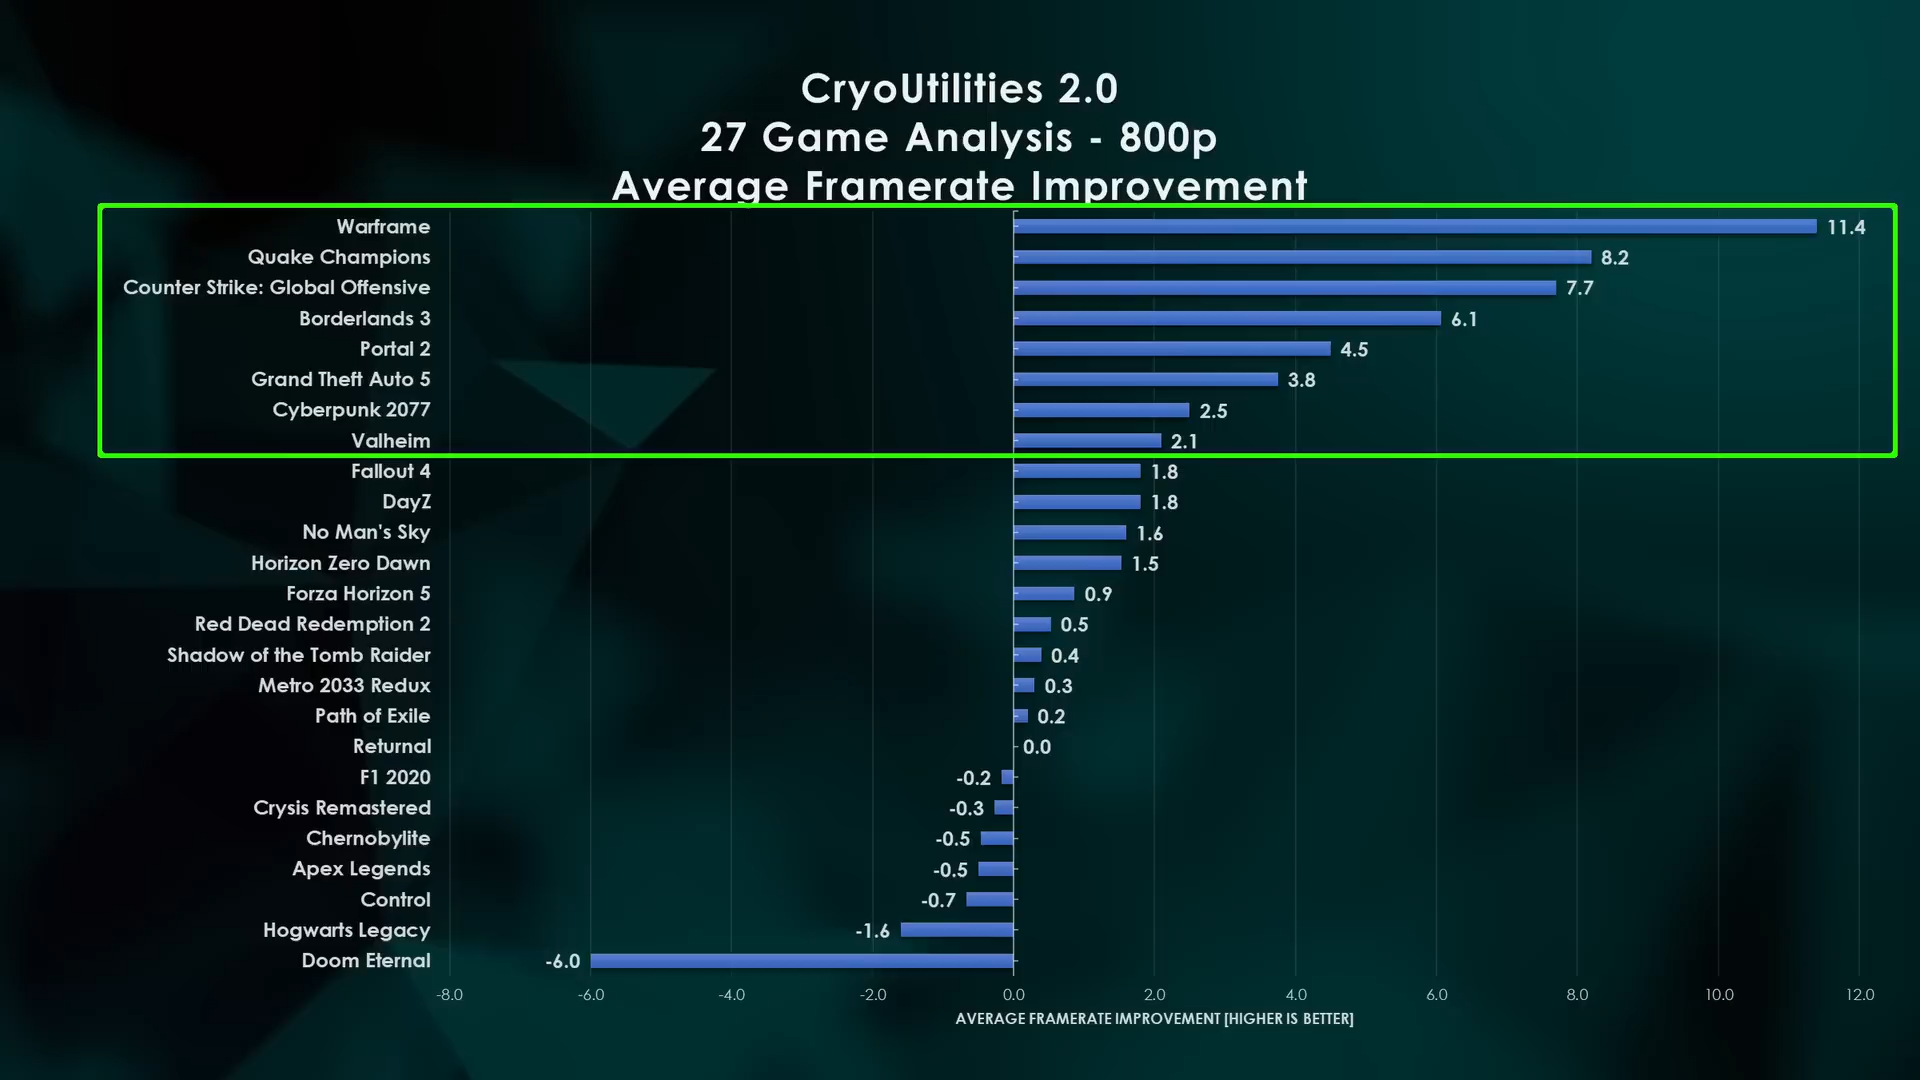 CryoUtilities 2.0
27 Game Analysis - 800p
Average Framerate Improvement
Warframe 11.4
Quake Champions 8.2
Counter Strike: Global Offensive 7.7
Borderlands 3 6.1
Portal 2 4.5
Grand Theft Auto 5 3.8
Cyberpunk 2077 2.5
Valheim 2.1
Fallout 4 1.8
DayZ 1.8
No Man's Sky 1.6
Horizon Zero Dawn 1.5
Forza Horizon 5 0.9
Red Dead Redemption 2 0.5
Shadow of the Tomb Raider 0.4
Metro 2033 Redux 0.3
Path of Exile 0.2
Returnal 0.0
F1 2020 -0.2
Crysis Remastered -0.3
Chernobylite -0.5
Apex Legends -0.5
Control -0.7
Hogwarts Legacy -1.6
Doom Eternal -6.0
-8.0 -6.0 -4.0 -2.0 0.0 2.0 4.0 6.0 8.0 10.0 12.0
AVERAGE FRAMERATE IMPROVEMENT [HIGHER IS BETTER]